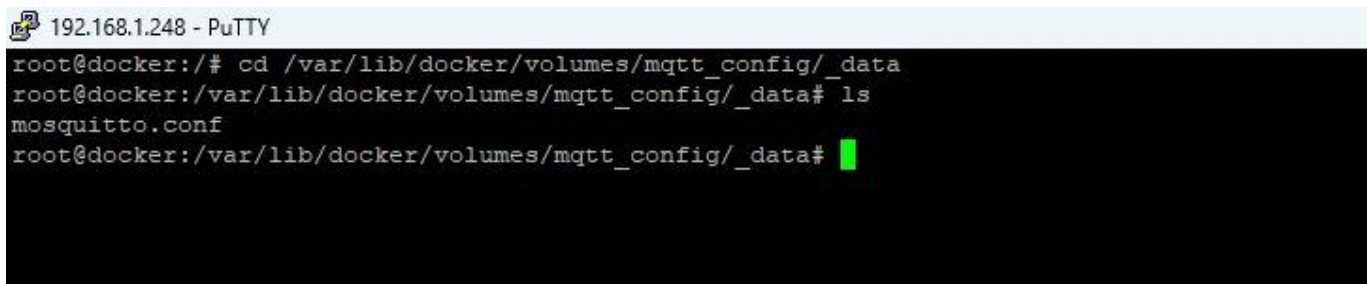 192.168.1.248 - PuTTY
root@docker:/# cd /var/lib/docker/volumes/mqtt_config/_data
root@docker:/var/lib/docker/volumes/mqtt_config/_data# ls
mosquitto.conf
root@docker:/var/lib/docker/volumes/mqtt_config/_data#